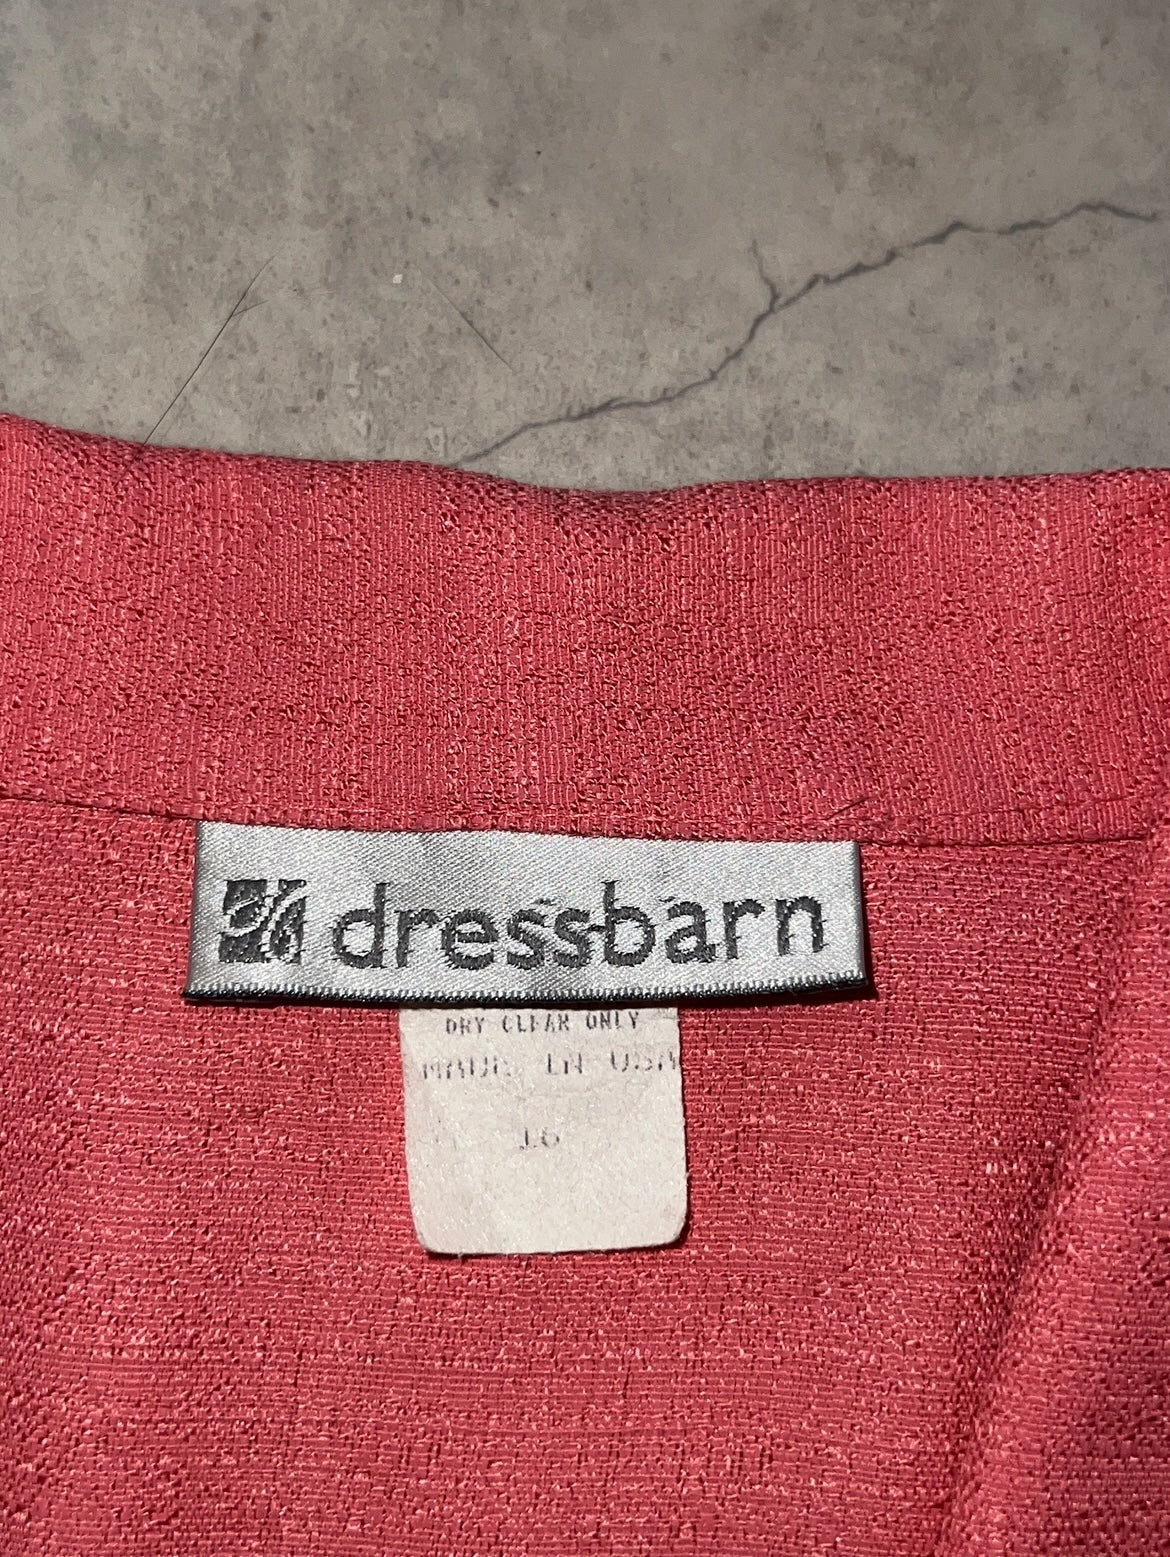 dressbarn
DRY CLEAN ONLY
MADE IN USA
16